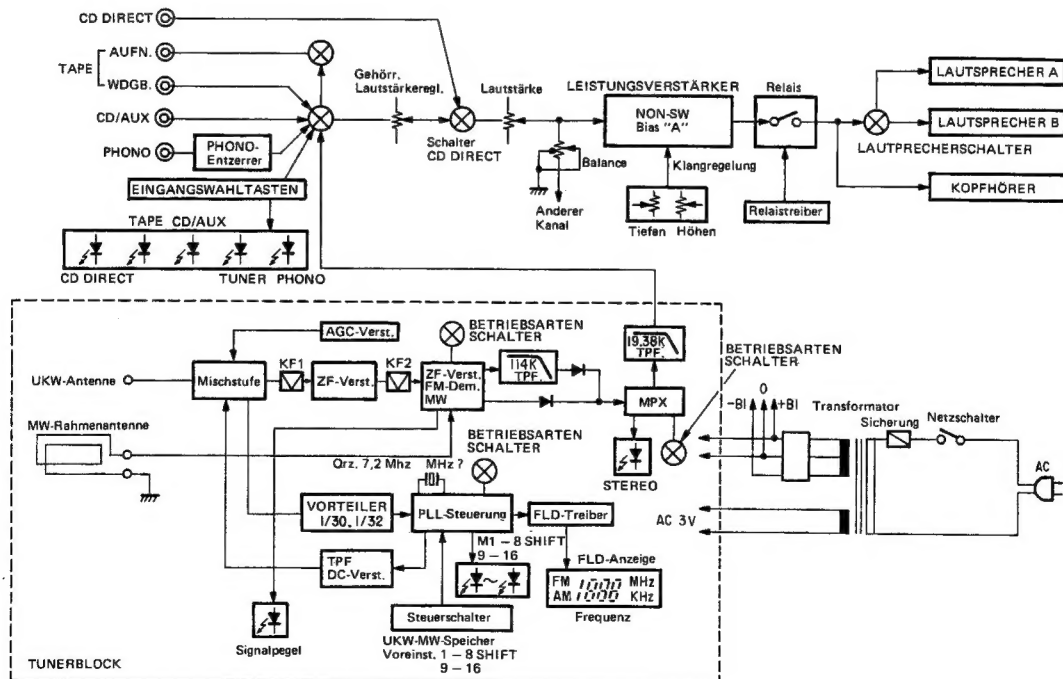 CD DIRECT
TAPE
AUFN.
WDGB.
CD/AUX
PHONO
PHONO-
Entzerrer
EINGANGSWAHLTASTEN
TAPE CD/AUX
CD DIRECT
TUNER PHONO
Gehörr.
Lautstärkeregl.
Schalter
CD DIRECT
Lautstärke
Balance
Anderer
Kanal
LEISTUNGSVERSTÄRKER
NON-SW
Bias "A"
Klangregelung
Tiefen Höhen
Relais
Relaistreiber
LAUTSPRECHER A
LAUTSPRECHER B
LAUTPRECHERSCHALTER
KOPFHÖRER
UKW-Antenne
MW-Rahmenantenne
AGC-Verst.
Mischstufe
KF1
ZF-Verst.
KF2
BETRIEBSARTEN
SCHALTER
ZF-Verst.
FM-Dem.
MW
114K
TPF.
19,38K
TPF.
BETRIEBSARTEN
SCHALTER
MPX
STEREO
BETRIEBSARTEN
SCHALTER
Qrz. 7,2 Mhz
MHz ?
VORTEILER
1/30, 1/32
PLL-Steuerung
FLD-Treiber
TPF
DC-Verst.
M1 – 8 SHIFT
9 – 16
FLD-Anzeige
FM 1000 MHz
AM 1000 KHz
Frequenz
Steuerschalter
UKW-MW-Speicher
Voreinst. 1 – 8 SHIFT
9 – 16
Signalpegel
TUNERBLOCK
-BI 0 +BI
Transformator
Sicherung
Netzschalter
AC
AC 3V